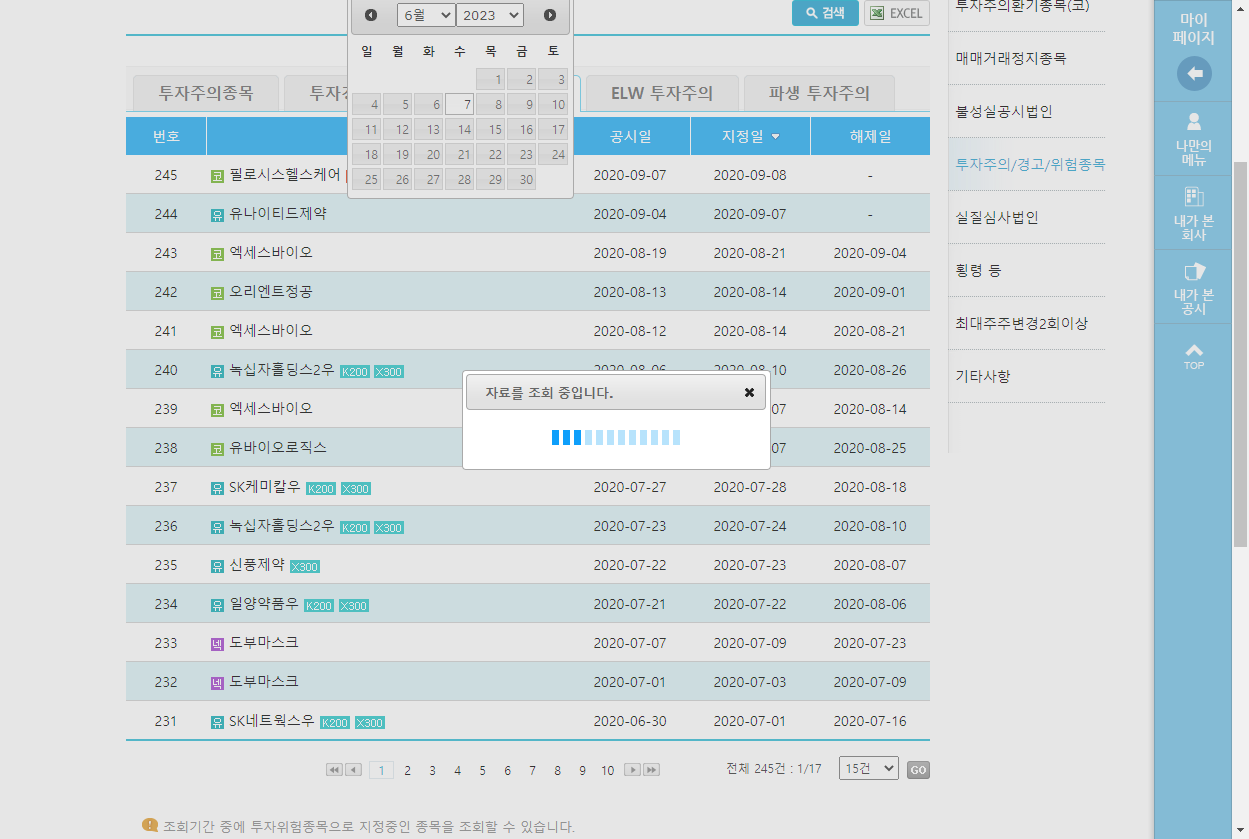 6월 2023
검색 EXCEL
일 월 화 수 목 금 토
1 2 3
4 5 6 7 8 9 10
11 12 13 14 15 16 17
18 19 20 21 22 23 24
25 26 27 28 29 30
투자주의종목 ELW 투자주의 파생 투자주의
번호 공시일 지정일 해제일
245 코 필로시스헬스케어 2020-09-07 2020-09-08 -
244 유 유나이티드제약 2020-09-04 2020-09-07 -
243 코 엑세스바이오 2020-08-19 2020-08-21 2020-09-04
242 코 오리엔트정공 2020-08-13 2020-08-14 2020-09-01
241 코 엑세스바이오 2020-08-12 2020-08-14 2020-08-21
240 유 녹십자홀딩스2우 K200 X300 2020-08-06 2020-08-10 2020-08-26
239 코 엑세스바이오 07 2020-08-14
238 코 유바이오로직스 07 2020-08-25
237 유 SK케미칼우 K200 X300 2020-07-27 2020-07-28 2020-08-18
236 유 녹십자홀딩스2우 K200 X300 2020-07-23 2020-07-24 2020-08-10
235 유 신풍제약 X300 2020-07-22 2020-07-23 2020-08-07
234 유 일양약품우 K200 X300 2020-07-21 2020-07-22 2020-08-06
233 넥 도부마스크 2020-07-07 2020-07-09 2020-07-23
232 넥 도부마스크 2020-07-01 2020-07-03 2020-07-09
231 유 SK네트웍스우 K200 X300 2020-06-30 2020-07-01 2020-07-16
자료를 조회 중입니다.
1 2 3 4 5 6 7 8 9 10 전체 245건 : 1/17 15건 GO
조회기간 중에 투자위험종목으로 지정중인 종목을 조회할 수 있습니다.
투자주의환기종목(코)
매매거래정지종목
불성실공시법인
투자주의/경고/위험종목
실질심사법인
횡령 등
최대주주변경2회이상
기타사항
마이
페이지
나만의
메뉴
내가 본
회사
내가 본
공시
TOP